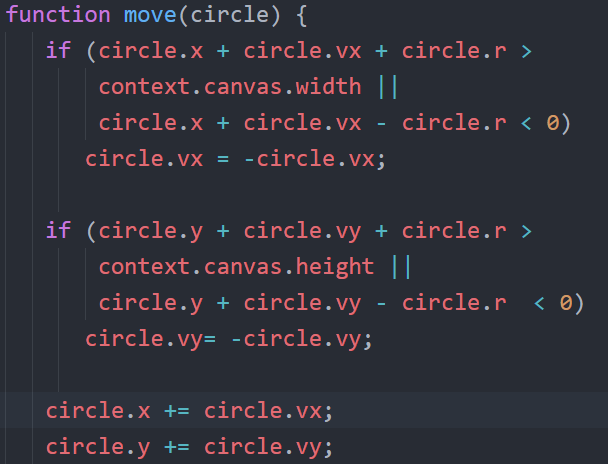 function move(circle) {
if (circle.x + circle.vx + circle.r >
context.canvas.width ||
circle.x + circle.vx - circle.r < 0)
circle.vx = -circle.vx;
if (circle.y + circle.vy + circle.r >
context.canvas.height ||
circle.y + circle.vy - circle.r  < 0)
circle.vy= -circle.vy;
circle.x += circle.vx;
circle.y += circle.vy;